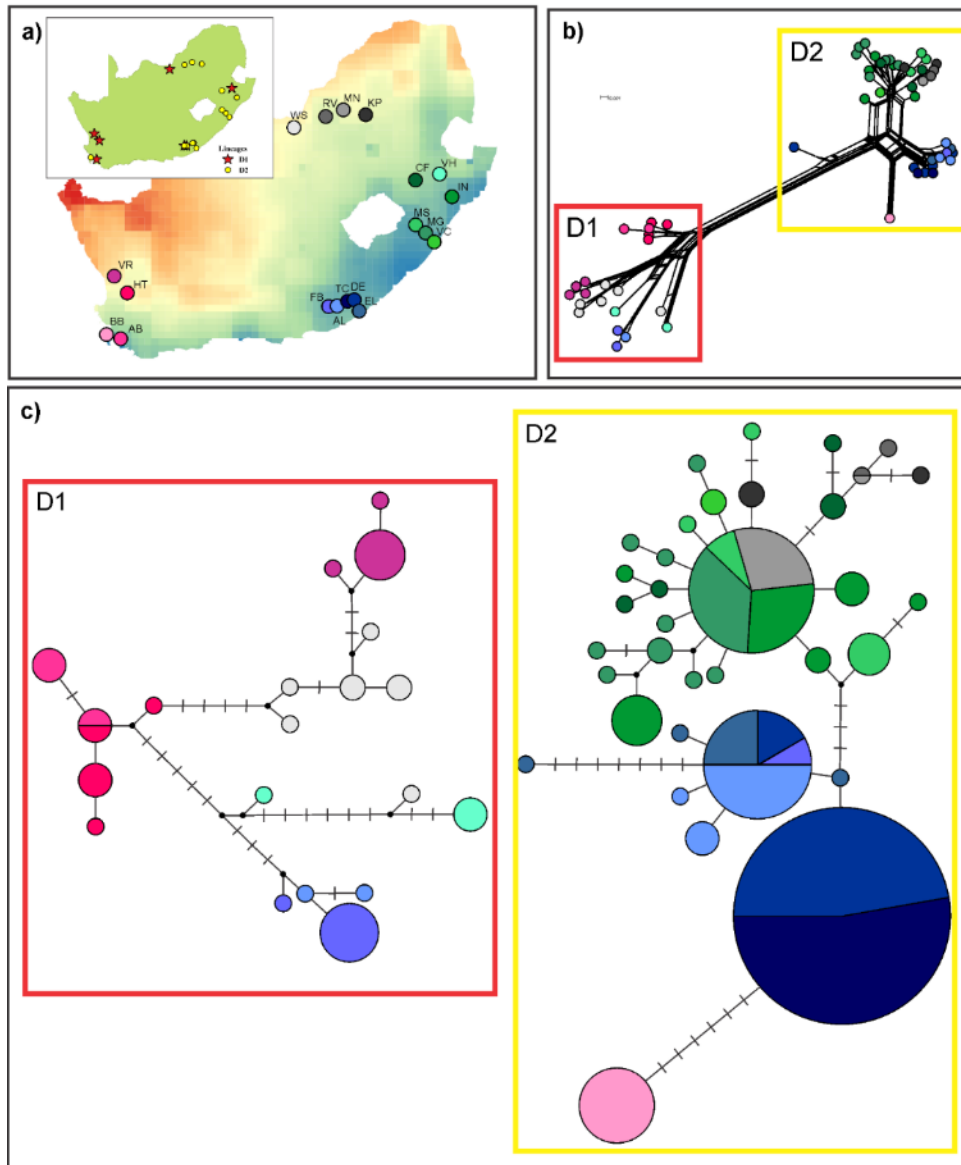 a)
Lineages
D1
D2
WS
RV
MN
KP
CF
VH
IN
MS
MG
VC
VR
HT
BB
AB
FB
TC
DE
AL
EL
b)
D2
D1
c)
D1
D2